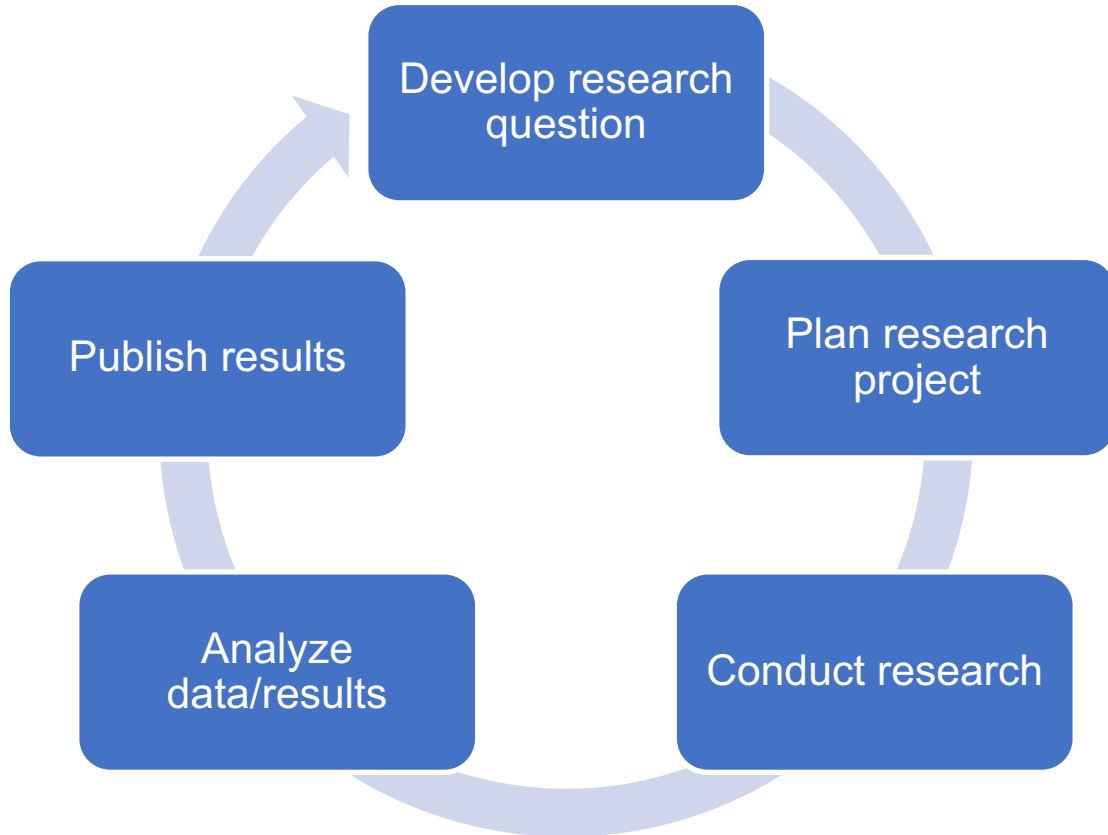 Develop research
question
Plan research
project
Conduct research
Analyze
data/results
Publish results